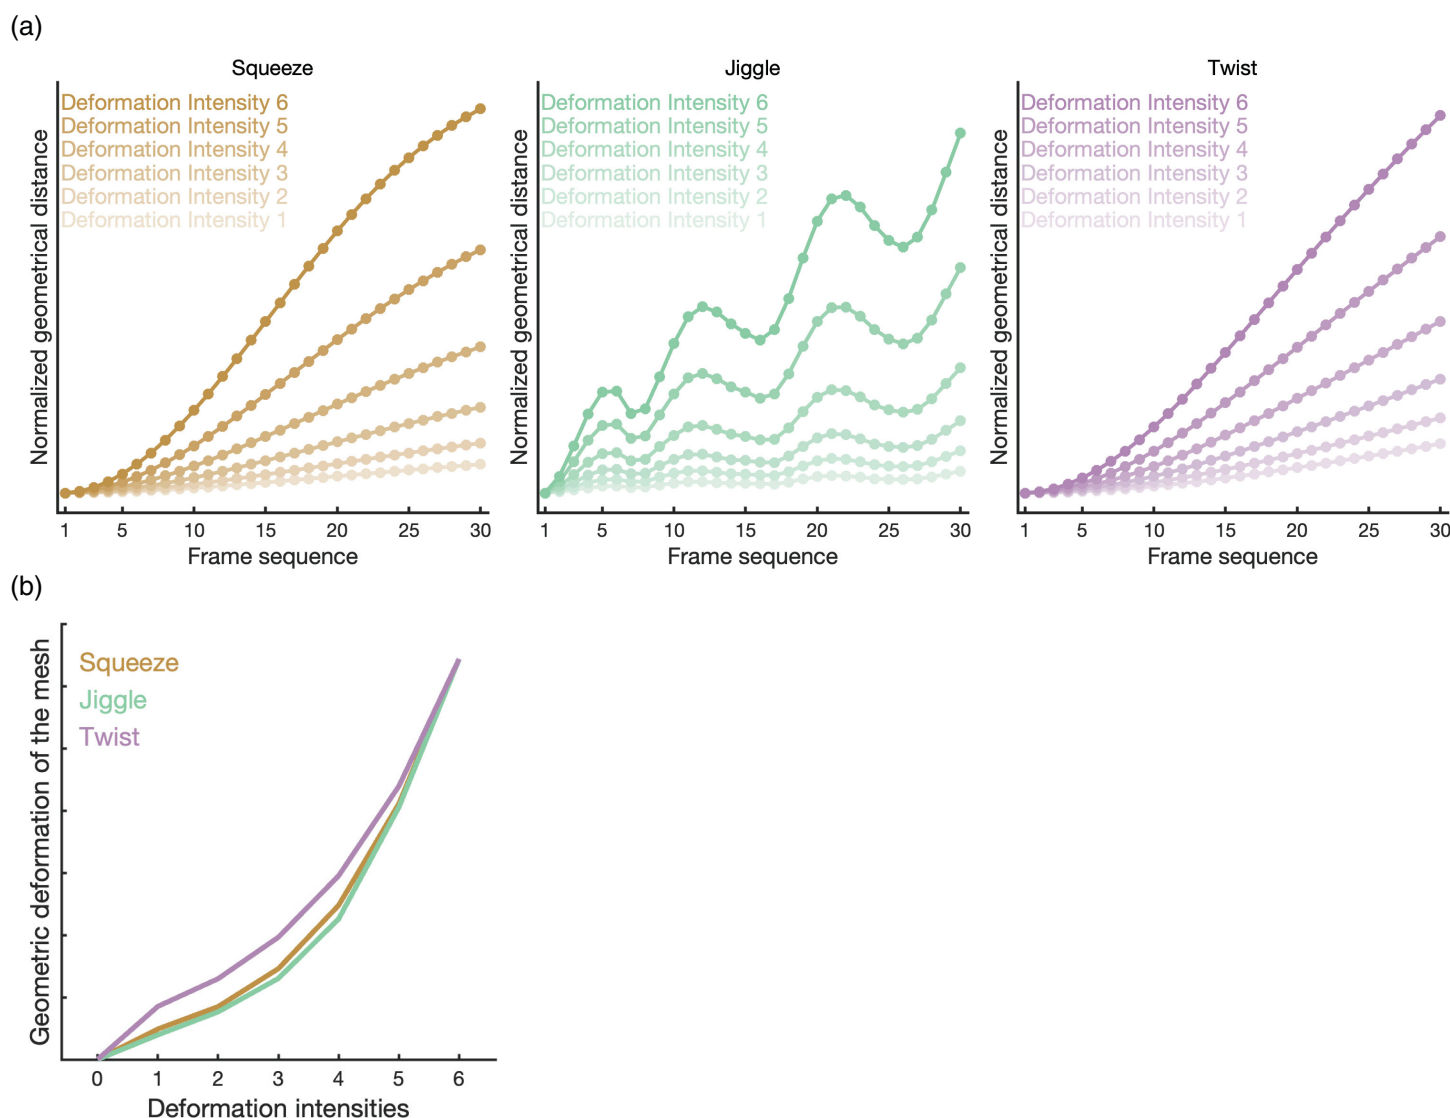 (a)
Squeeze
Deformation Intensity 6
Deformation Intensity 5
Deformation Intensity 4
Deformation Intensity 3
Deformation Intensity 2
Deformation Intensity 1
Normalized geometrical distance
1 5 10 15 20 25 30
Frame sequence
Jiggle
Deformation Intensity 6
Deformation Intensity 5
Deformation Intensity 4
Deformation Intensity 3
Deformation Intensity 2
Deformation Intensity 1
Normalized geometrical distance
1 5 10 15 20 25 30
Frame sequence
Twist
Deformation Intensity 6
Deformation Intensity 5
Deformation Intensity 4
Deformation Intensity 3
Deformation Intensity 2
Deformation Intensity 1
Normalized geometrical distance
1 5 10 15 20 25 30
Frame sequence
(b)
Squeeze
Jiggle
Twist
Geometric deformation of the mesh
0 1 2 3 4 5 6
Deformation intensities